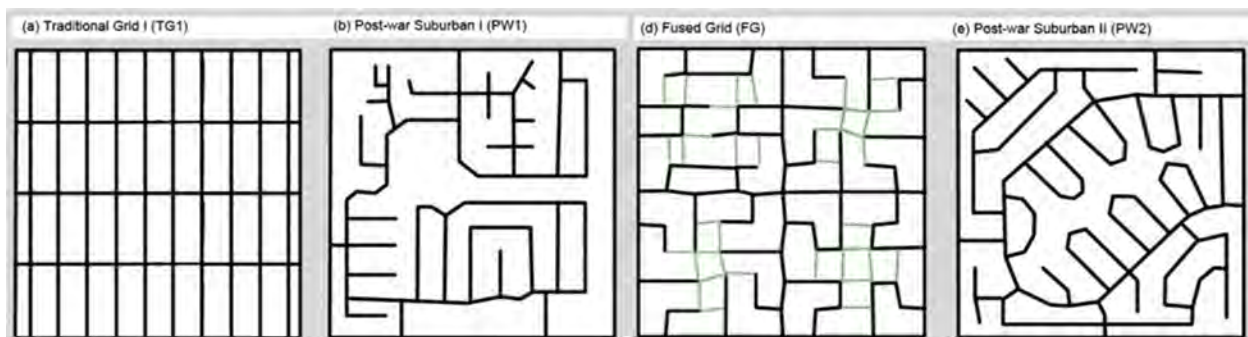 (a) Traditional Grid I (TG1)
(b) Post-war Suburban I (PW1)
(d) Fused Grid (FG)
(e) Post-war Suburban II (PW2)